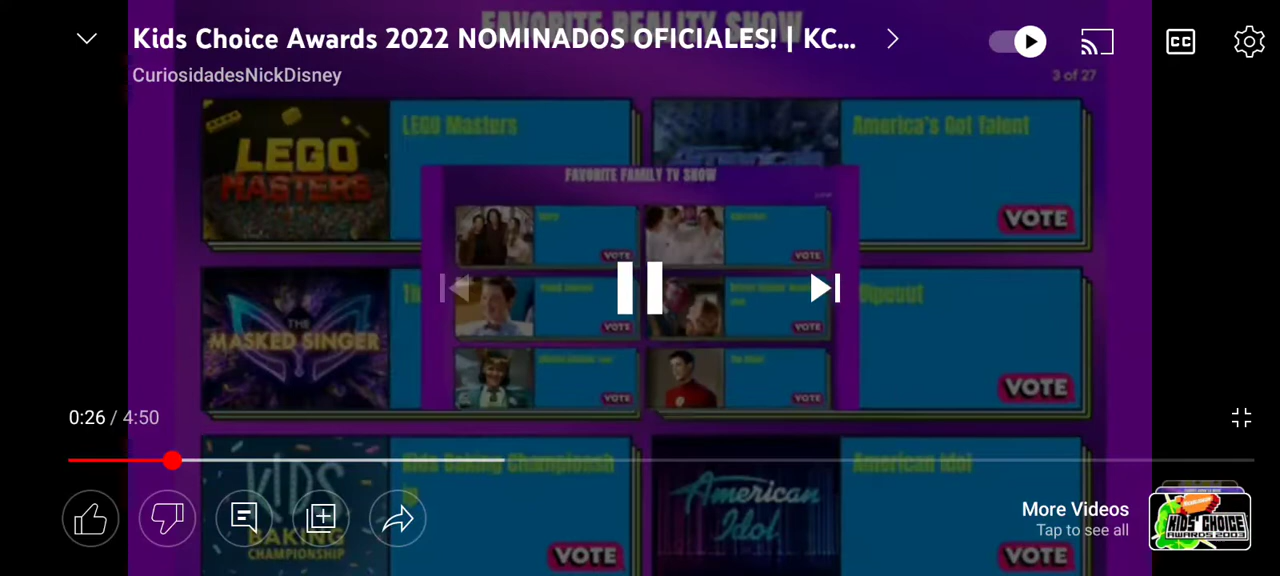 FAVORITE REALITY SHOW
Kids Choice Awards 2022 NOMINADOS OFICIALES! | KC...
CuriosidadesNickDisney
CC
3 of 27
LEGO Masters
America's Got Talent
LEGO
MASTERS
VOTE
FAVORITE FAMILY TV SHOW
VOTE
VOTE
Wipeout
THE
MASKED SINGER
Young Sheldon
VOTE
VOTE
VOTE
VOTE
VOTE
0:26 / 4:50
Kids Baking Championship
American Idol
KIDS
BAKING
CHAMPIONSHIP
American
Idol
VOTE
VOTE
More Videos
Tap to see all
KIDS' CHOICE
AWARDS 2003